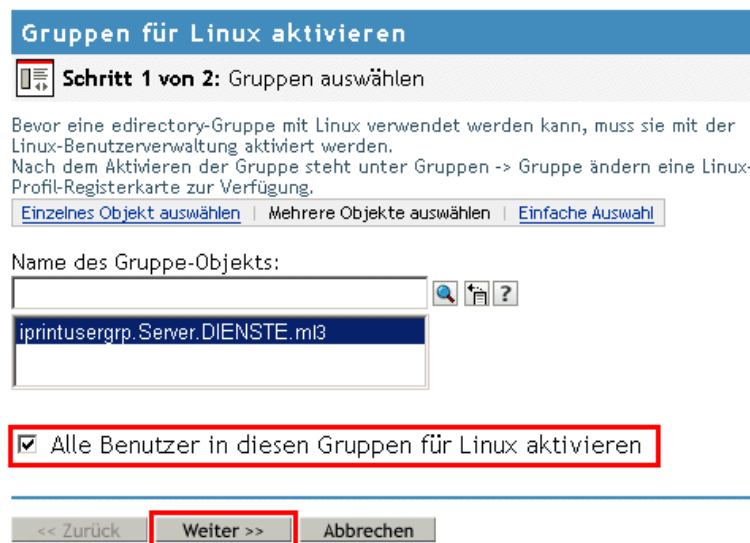 Gruppen für Linux aktivieren
Schritt 1 von 2: Gruppen auswählen
Bevor eine edirectory-Gruppe mit Linux verwendet werden kann, muss sie mit der
Linux-Benutzerverwaltung aktiviert werden.
Nach dem Aktivieren der Gruppe steht unter Gruppen -> Gruppe ändern eine Linux-
Profil-Registerkarte zur Verfügung.
Einzelnes Objekt auswählen | Mehrere Objekte auswählen | Einfache Auswahl
Name des Gruppe-Objekts:
?
iprintusergrp.Server.DIENSTE.ml3
Alle Benutzer in diesen Gruppen für Linux aktivieren
<< Zurück Weiter >> Abbrechen